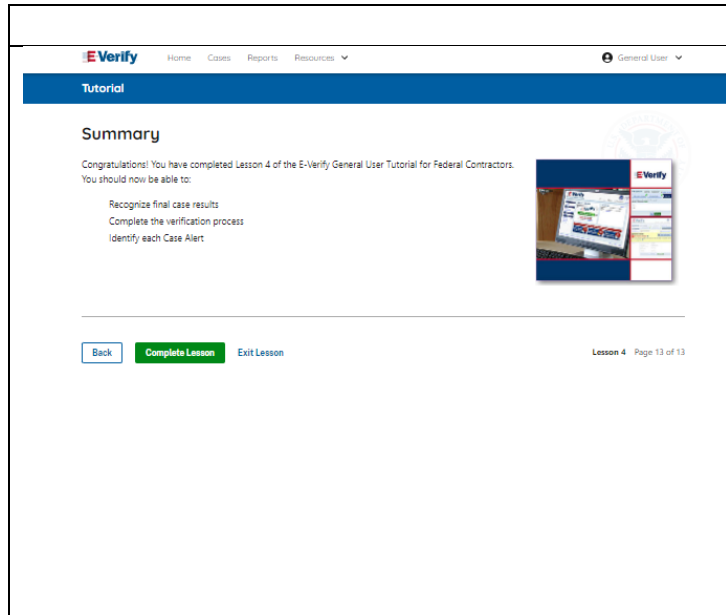 E-Verify Home Cases Reports Resources General User
Tutorial
Summary
Congratulations! You have completed Lesson 4 of the E-Verify General User Tutorial for Federal Contractors.
You should now be able to:
Recognize final case results
Complete the verification process
Identify each Case Alert
E-Verify
Back Complete Lesson Exit Lesson Lesson 4 Page 13 of 13